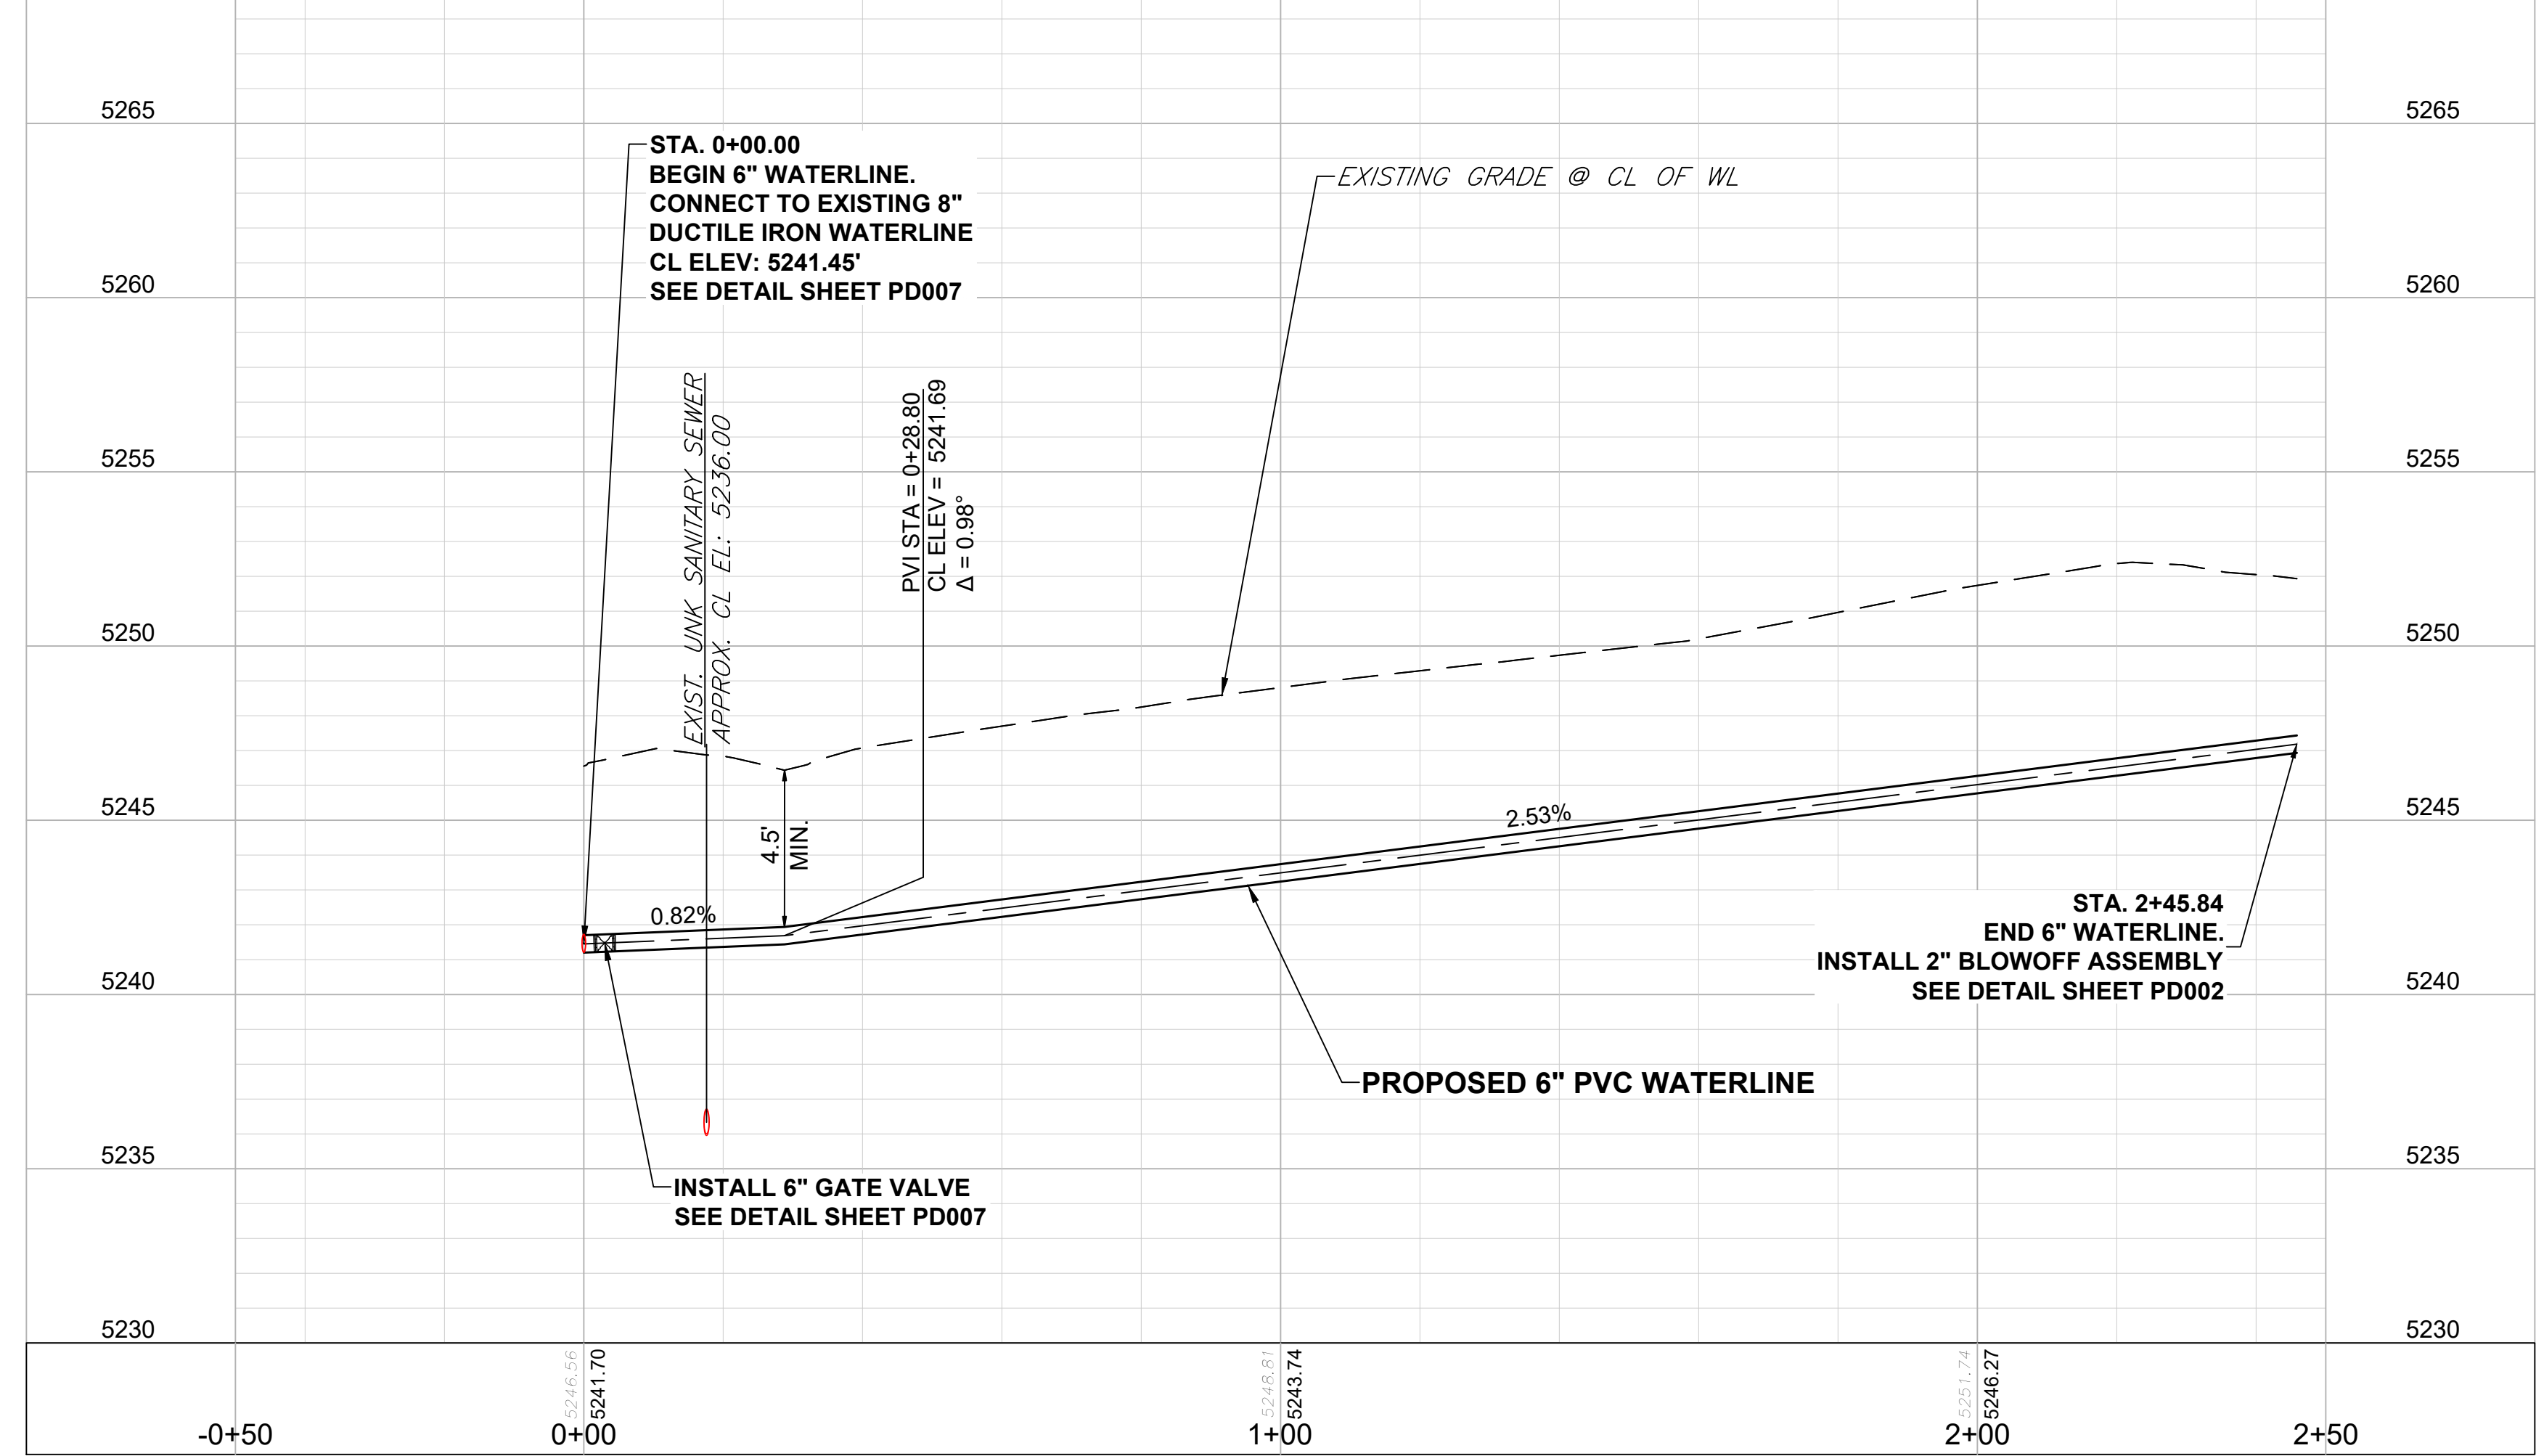 5265
5265
STA. 0+00.00
BEGIN 6" WATERLINE.
CONNECT TO EXISTING 8"
DUCTILE IRON WATERLINE
CL ELEV: 5241.45'
SEE DETAIL SHEET PD007
EXISTING GRADE @ CL OF WL
5260
5260
EXIST. UNK SANITARY SEWER
APPROX. CL EL: 5236.00
PVI STA = 0+28.80
CL ELEV = 5241.69
Δ = 0.98°
5255
5255
5250
5250
5245
5245
4.5'
MIN.
2.53%
0.82%
STA. 2+45.84
END 6" WATERLINE.
INSTALL 2" BLOWOFF ASSEMBLY
SEE DETAIL SHEET PD002
5240
5240
PROPOSED 6" PVC WATERLINE
5235
5235
INSTALL 6" GATE VALVE
SEE DETAIL SHEET PD007
5230
5230
5246.56
5241.70
5248.81
5243.74
5251.74
5246.27
-0+50
0+00
1+00
2+00
2+50